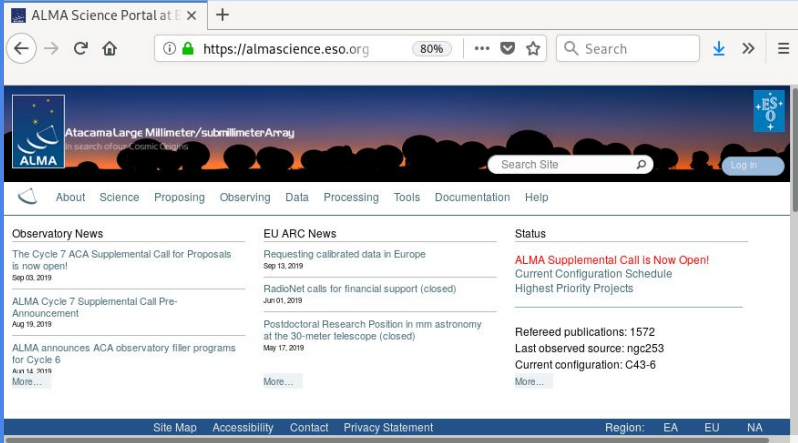 ALMA Science Portal at E
https://almascience.eso.org
80%
Search
ALMA
Atacama Large Millimeter/submillimeter Array
In search of our Cosmic Origins
ES
O
Search Site
Log In
About Science Proposing Observing Data Processing Tools Documentation Help
Observatory News
The Cycle 7 ACA Supplemental Call for Proposals
is now open!
Sep 03, 2019
ALMA Cycle 7 Supplemental Call Pre-
Announcement
Aug 19, 2019
ALMA announces ACA observatory filler programs
for Cycle 6
Aug 14, 2019
More...
EU ARC News
Requesting calibrated data in Europe
Sep 13, 2019
RadioNet calls for financial support (closed)
Jun 01, 2019
Postdoctoral Research Position in mm astronomy
at the 30-meter telescope (closed)
May 17, 2019
More...
Status
ALMA Supplemental Call is Now Open!
Current Configuration Schedule
Highest Priority Projects
Refereed publications: 1572
Last observed source: ngc253
Current configuration: C43-6
More...
Site Map Accessibility Contact Privacy Statement Region: EA EU NA